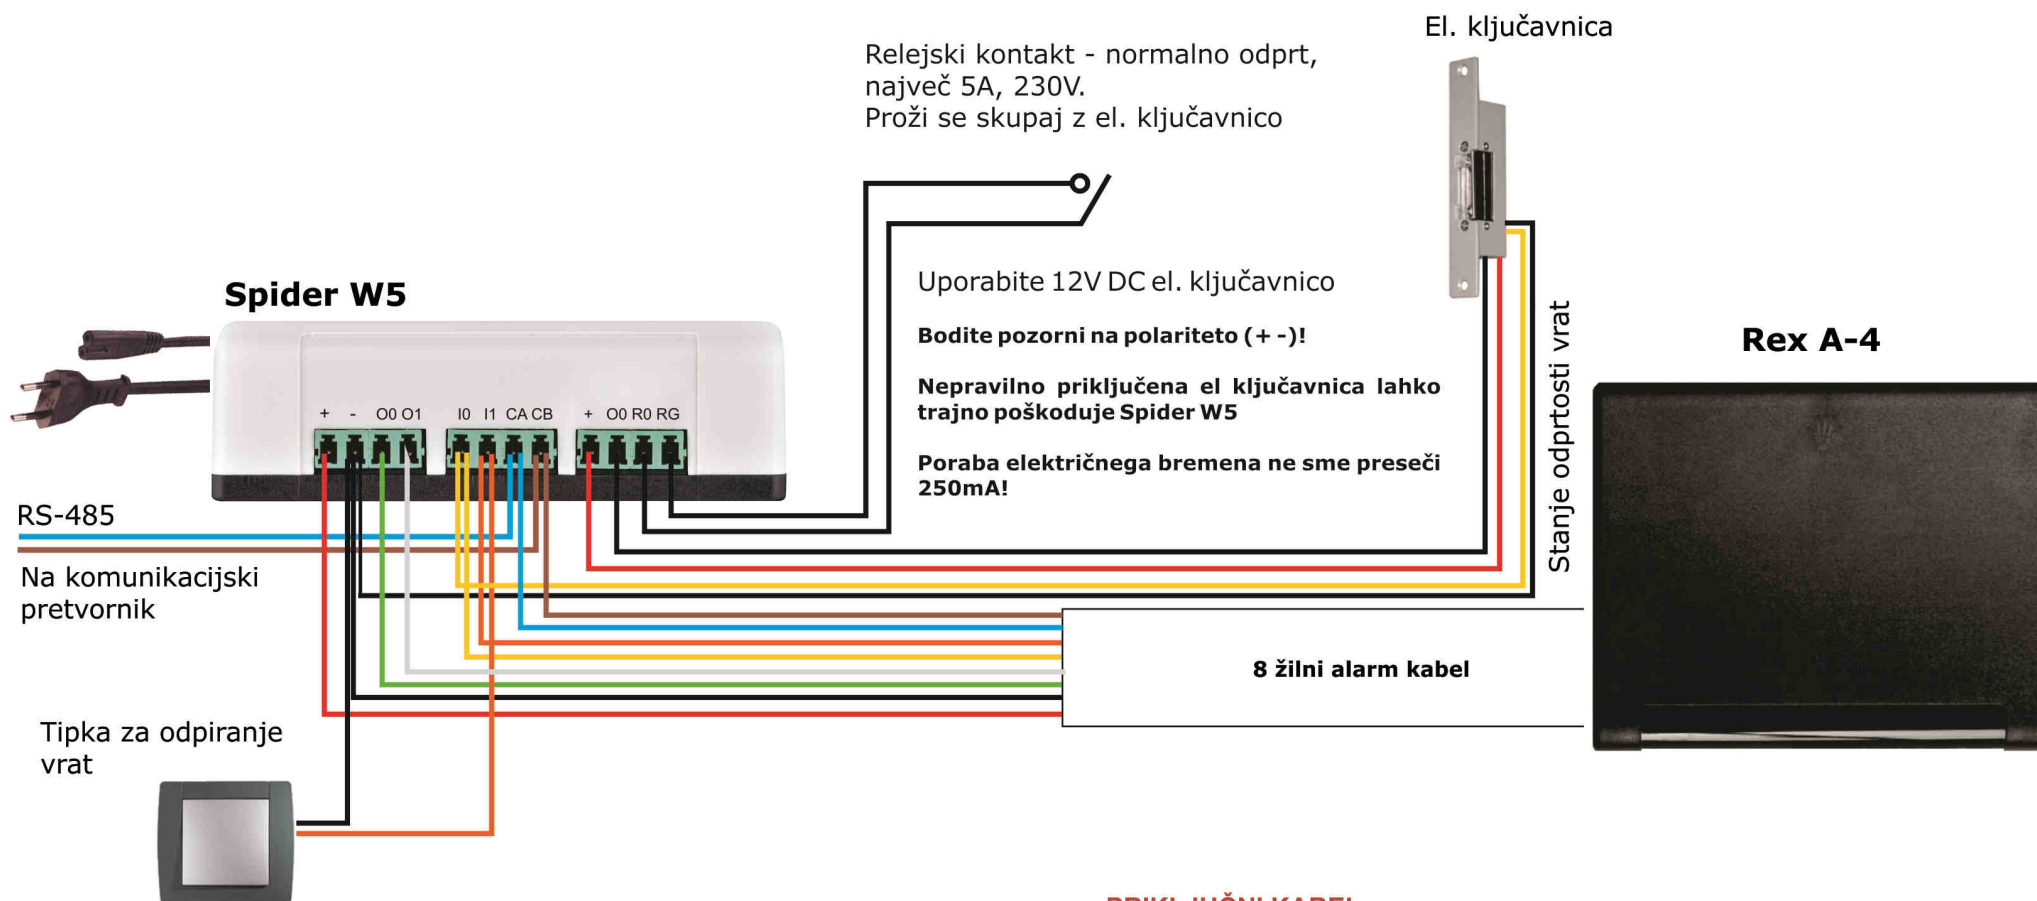 El. ključavnica
Relejski kontakt - normalno odprt,
največ 5A, 230V.
Proži se skupaj z el. ključavnico
Spider W5
Uporabite 12V DC el. ključavnico
Bodite pozorni na polariteto (+ -)!
Nepravilno priključena el ključavnica lahko
trajno poškoduje Spider W5
Poraba električnega bremena ne sme preseči
250mA!
Stanje odprtosti vrat
Rex A-4
+ - O0 O1 I0 I1 CA CB + O0 R0 RG
RS-485
Na komunikacijski
pretvornik
8 žilni alarm kabel
Tipka za odpiranje
vrat
PRIKLJUČNI KABEL